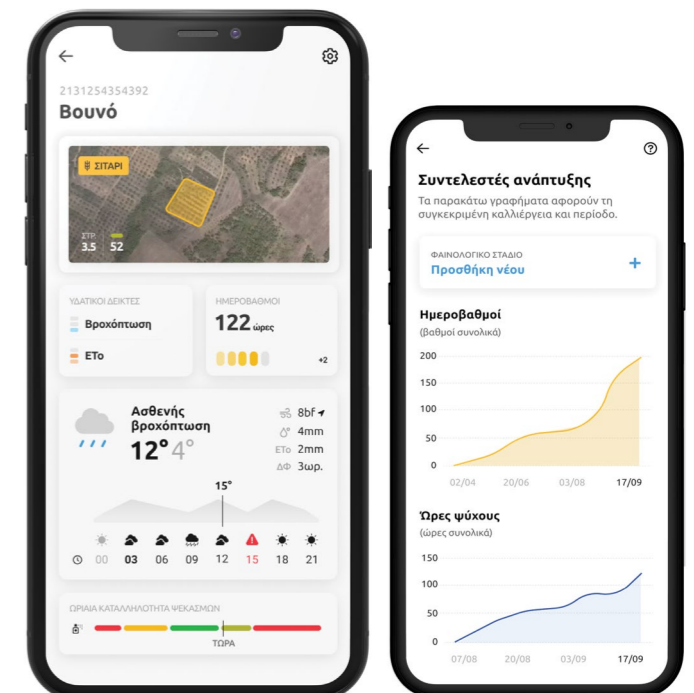 2131254354392
Βουνό
ΣΙΤΑΡΙ
ΣΤΡ.
3.5 52
ΥΔΑΤΙΚΟΙ ΔΕΙΚΤΕΣ
Βροχόπτωση
ΕΤο
ΗΜΕΡΟΒΑΘΜΟΙ
122 ώρες
+2
Ασθενής
βροχόπτωση
12° 4°
8bf
4mm
ETo 2mm
ΔΦ 3ωρ.
15°
00 03 06 09 12 15 18 21
ΩΡΙΑΙΑ ΚΑΤΑΛΛΗΛΟΤΗΤΑ ΨΕΚΑΣΜΩΝ
ΤΩΡΑ
Συντελεστές ανάπτυξης
Τα παρακάτω γραφήματα αφορούν τη
συγκεκριμένη καλλιέργεια και περίοδο.
ΦΑΙΝΟΛΟΓΙΚΟ ΣΤΑΔΙΟ
Προσθήκη νέου +
Ημεροβαθμοί
(βαθμοί συνολικά)
200
150
100
50
0
02/04 20/06 03/08 17/09
Ώρες ψύχους
(ώρες συνολικά)
150
100
50
0
07/08 20/08 03/09 17/09